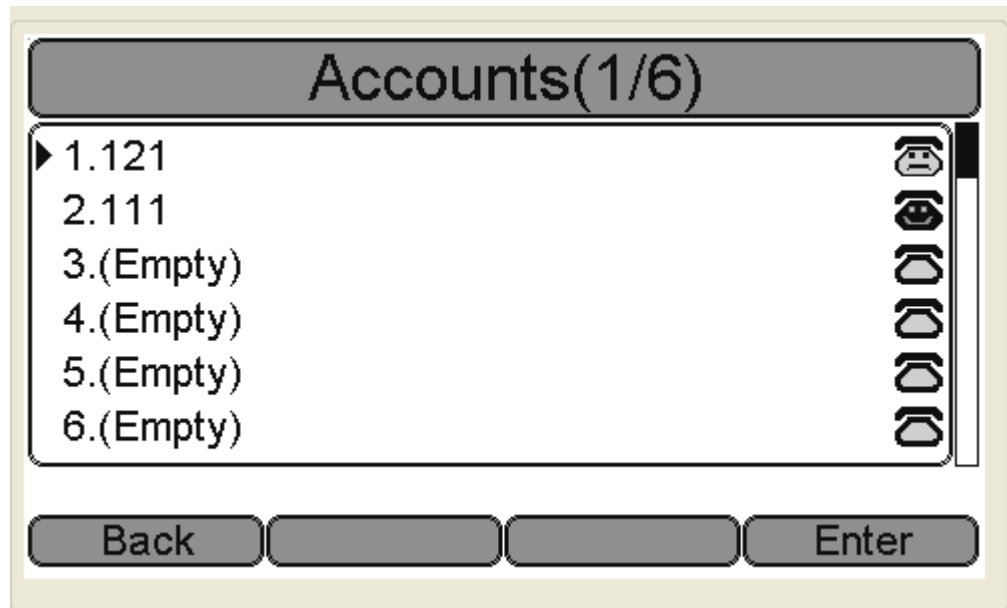 Accounts(1/6)
1.121
2.111
3.(Empty)
4.(Empty)
5.(Empty)
6.(Empty)
Back Enter